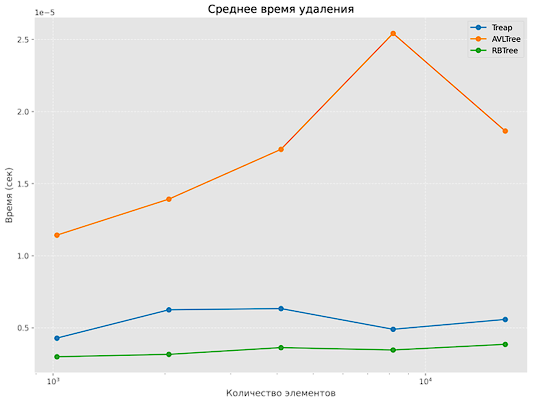 Среднее время удаления
1e−5
Treap
AVLTree
RBTree
2.5
2.0
1.5
1.0
0.5
Время (сек)
10³
10⁴
Количество элементов